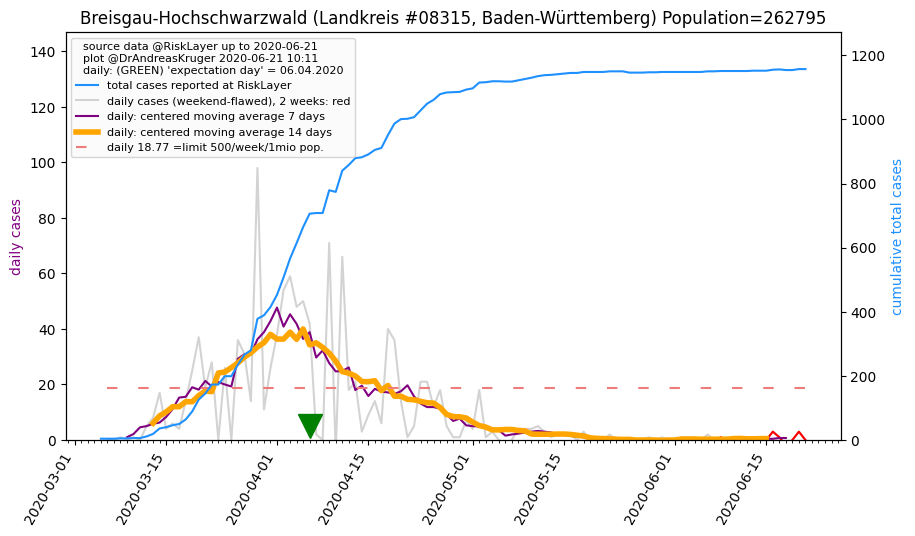 Breisgau-Hochschwarzwald (Landkreis #08315, Baden-Württemberg) Population=262795
source data @RiskLayer up to 2020-06-21
plot @DrAndreasKruger 2020-06-21 10:11
daily: (GREEN) 'expectation day' = 06.04.2020
total cases reported at RiskLayer
daily cases (weekend-flawed), 2 weeks: red
daily: centered moving average 7 days
daily: centered moving average 14 days
daily 18.77 =limit 500/week/1mio pop.
daily cases
140
120
100
80
60
40
20
0
cumulative total cases
1200
1000
800
600
400
200
0
2020-03-01
2020-03-15
2020-04-01
2020-04-15
2020-05-01
2020-05-15
2020-06-01
2020-06-15